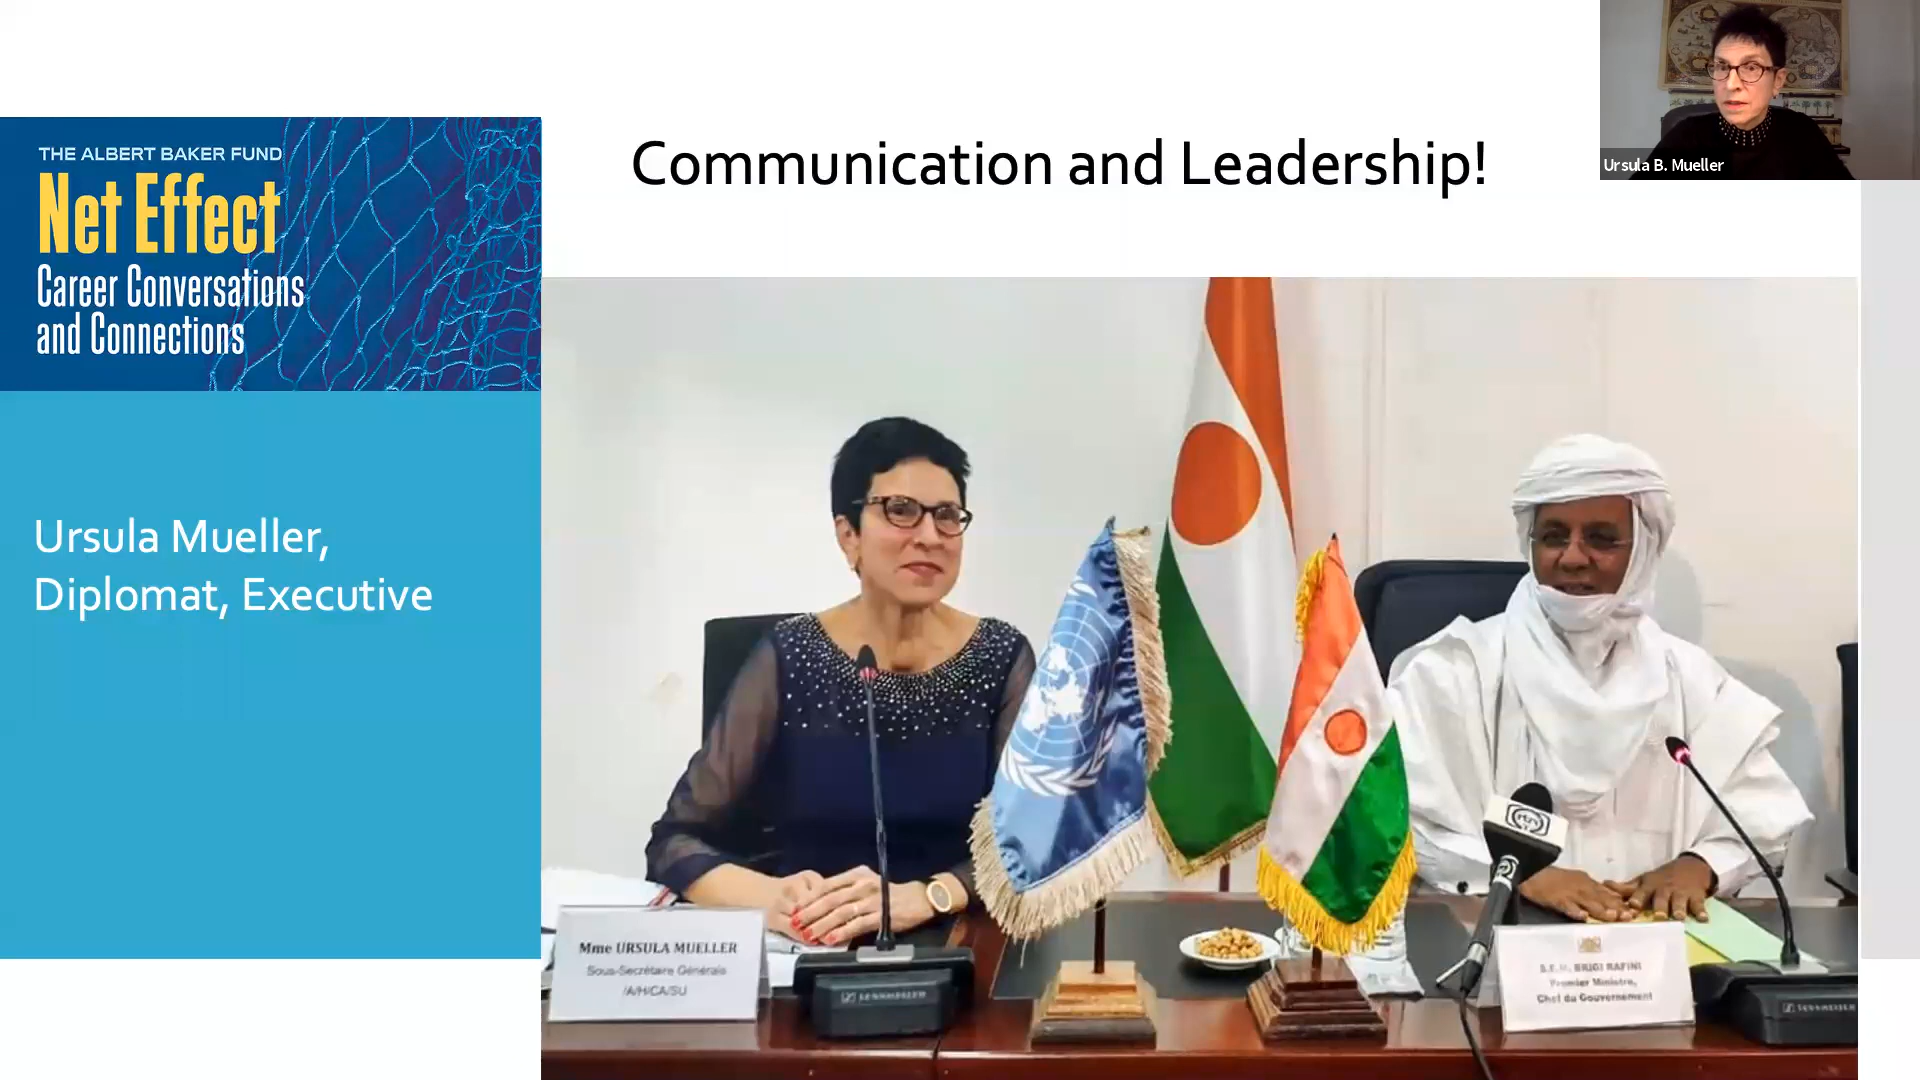 THE ALBERT BAKER FUND
Net Effect
Career Conversations
and Connections
Communication and Leadership!
Ursula B. Mueller
Ursula Mueller,
Diplomat, Executive
Mme URSULA MUELLER
Sous-Secrétaire Générale
/A/H/CA/SU
SENNHEISER
S.E.M. BRIGI RAFINI
Premier Ministre,
Chef du Gouvernement
SENNHEISER